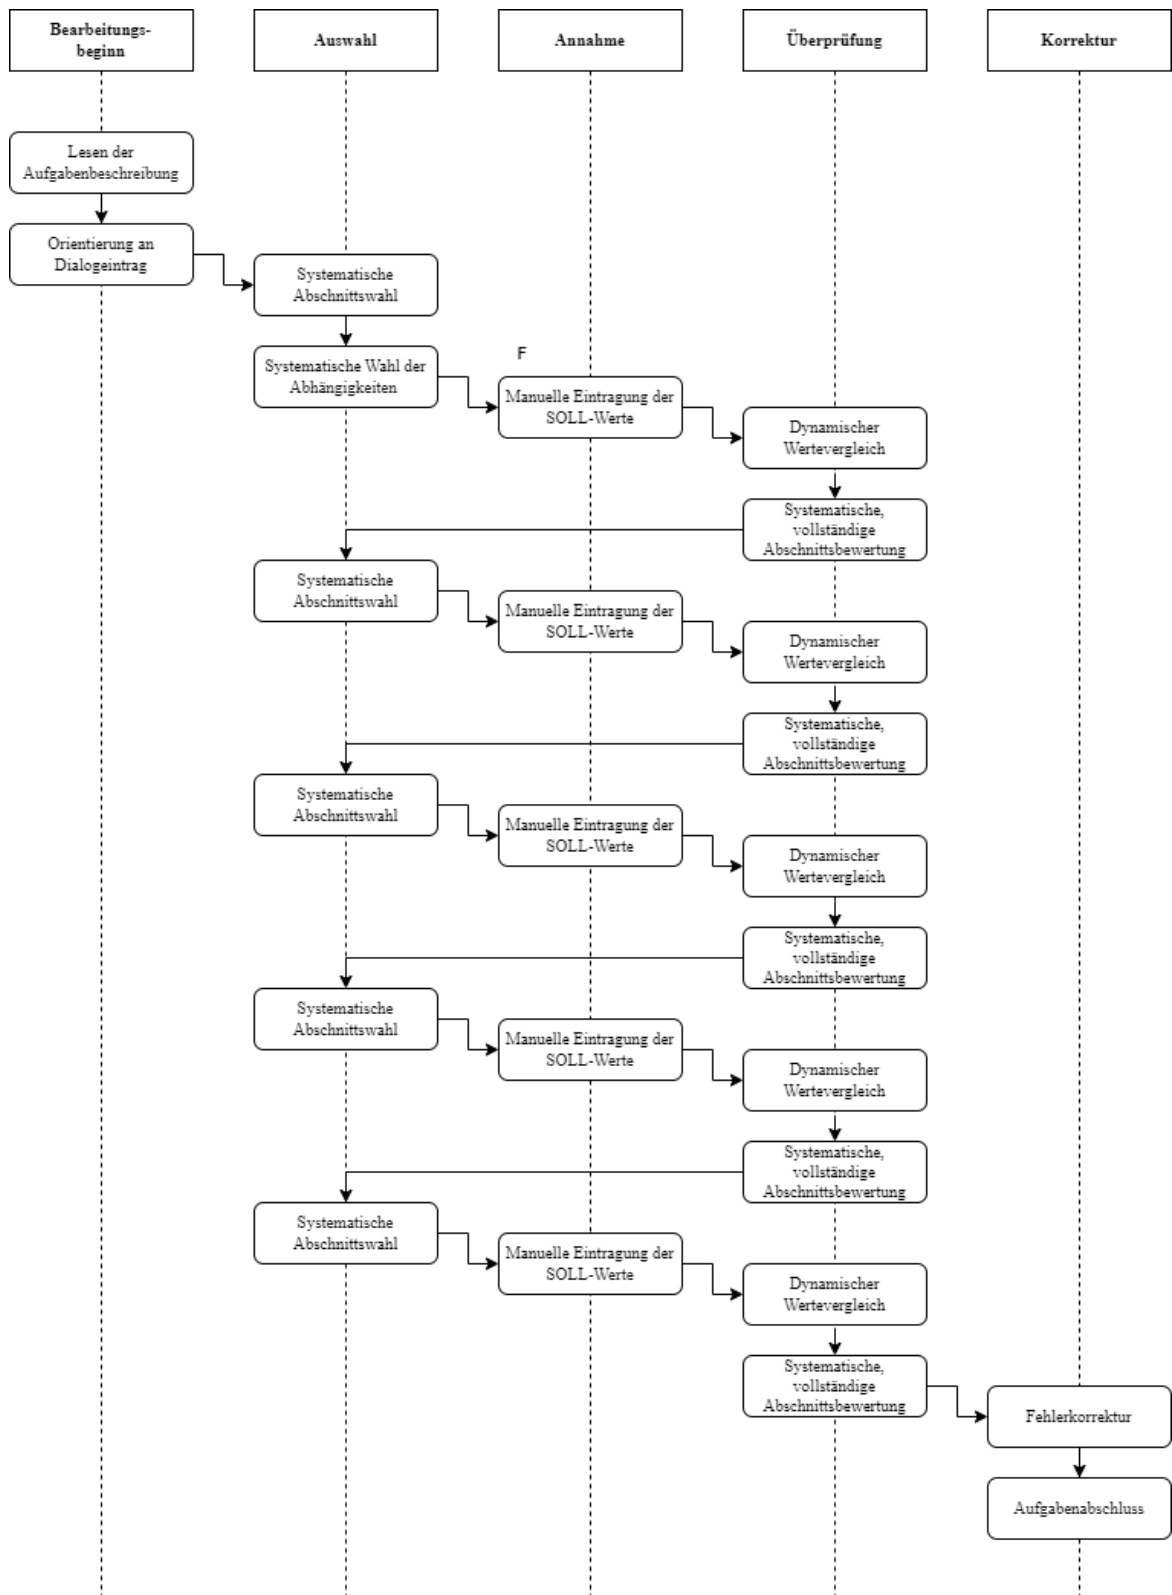 Bearbeitungs-
beginn
Auswahl
Annahme
Überprüfung
Korrektur
Lesen der
Aufgabenbeschreibung
Orientierung an
Dialogeintrag
Systematische
Abschnittswahl
Systematische Wahl der
Abhängigkeiten
F
Manuelle Eintragung der
SOLL-Werte
Dynamischer
Wertevergleich
Systematische,
vollständige
Abschnittsbewertung
Systematische
Abschnittswahl
Manuelle Eintragung der
SOLL-Werte
Dynamischer
Wertevergleich
Systematische,
vollständige
Abschnittsbewertung
Systematische
Abschnittswahl
Manuelle Eintragung der
SOLL-Werte
Dynamischer
Wertevergleich
Systematische,
vollständige
Abschnittsbewertung
Systematische
Abschnittswahl
Manuelle Eintragung der
SOLL-Werte
Dynamischer
Wertevergleich
Systematische,
vollständige
Abschnittsbewertung
Systematische
Abschnittswahl
Manuelle Eintragung der
SOLL-Werte
Dynamischer
Wertevergleich
Systematische,
vollständige
Abschnittsbewertung
Fehlerkorrektur
Aufgabenabschluss